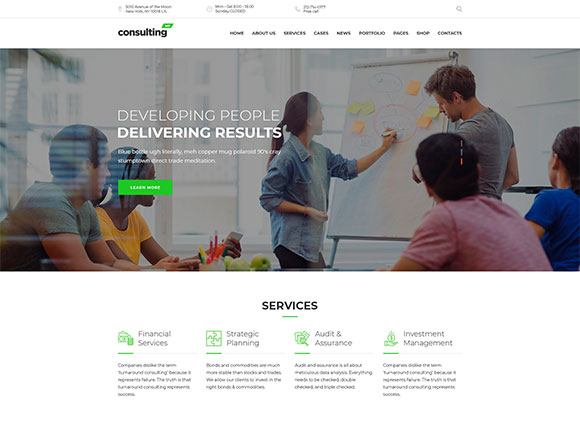 5010 Avenue of the Moon
New York, NY 10018 US.
Mon - Sat 8.00 - 18.00
Sunday CLOSED
212 714 0177
Free call
consulting
HOME ABOUT US SERVICES CASES NEWS PORTFOLIO PAGES SHOP CONTACTS
DEVELOPING PEOPLE
DELIVERING RESULTS
Blue bottle ugh literally, meh copper mug polaroid 90's cray
stumptown direct trade meditation.
LEARN MORE
SERVICES
Financial
Services
Strategic
Planning
Audit &
Assurance
Investment
Management
Companies dislike the term
'turnaround consulting' because it
represents failure. The truth is that
turnaround consulting represents
success.
Bonds and commodities are much
more stable than stocks and trades.
We allow our clients to invest in the
right bonds & commodities.
Audit and assurance is all about
meticulous data analysis. Everything
needs to be checked, double
checked, and triple checked.
Companies dislike the term
'turnaround consulting' because it
represents failure. The truth is that
turnaround consulting represents
success.